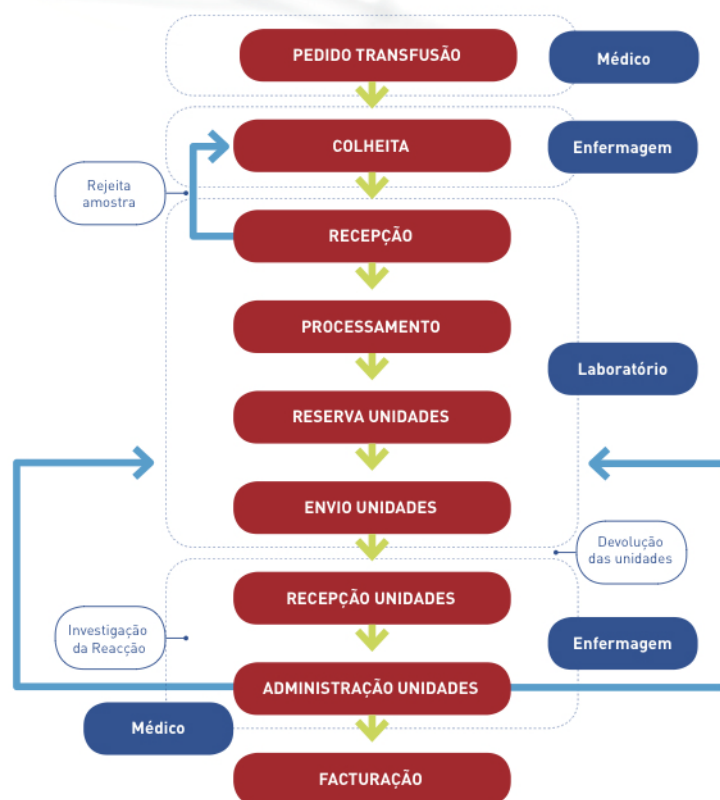 PEDIDO TRANSFUSÃO
Médico
COLHEITA
Enfermagem
Rejeita
amostra
RECEPÇÃO
PROCESSAMENTO
Laboratório
RESERVA UNIDADES
ENVIO UNIDADES
Devolução
das unidades
RECEPÇÃO UNIDADES
Investigação
da Reacção
Enfermagem
ADMINISTRAÇÃO UNIDADES
Médico
FACTURAÇÃO